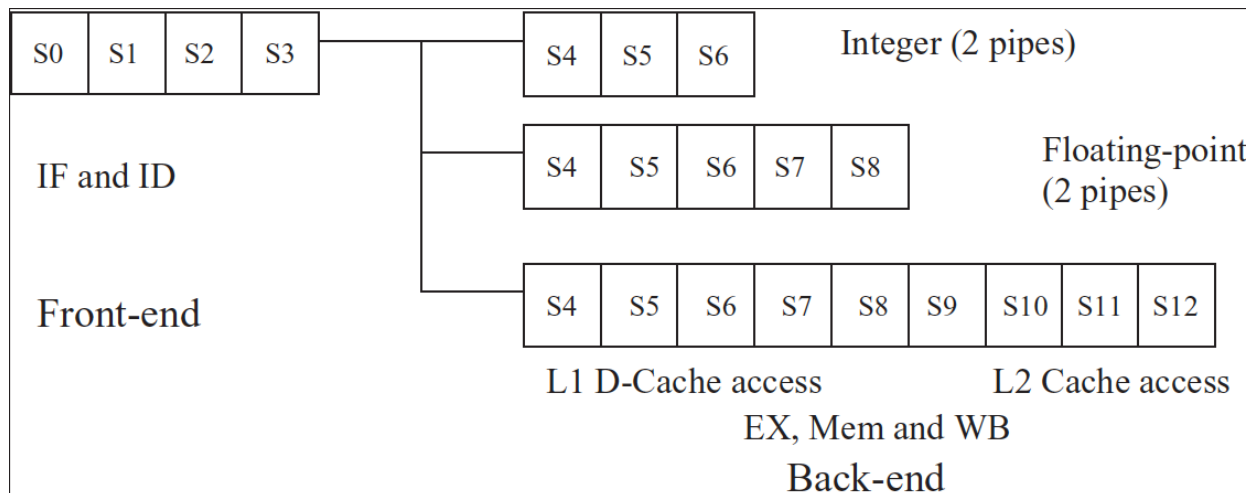 S0 S1 S2 S3
S4 S5 S6
Integer (2 pipes)
IF and ID
S4 S5 S6 S7 S8
Floating-point
(2 pipes)
Front-end
S4 S5 S6 S7 S8 S9 S10 S11 S12
L1 D-Cache access
L2 Cache access
EX, Mem and WB
Back-end